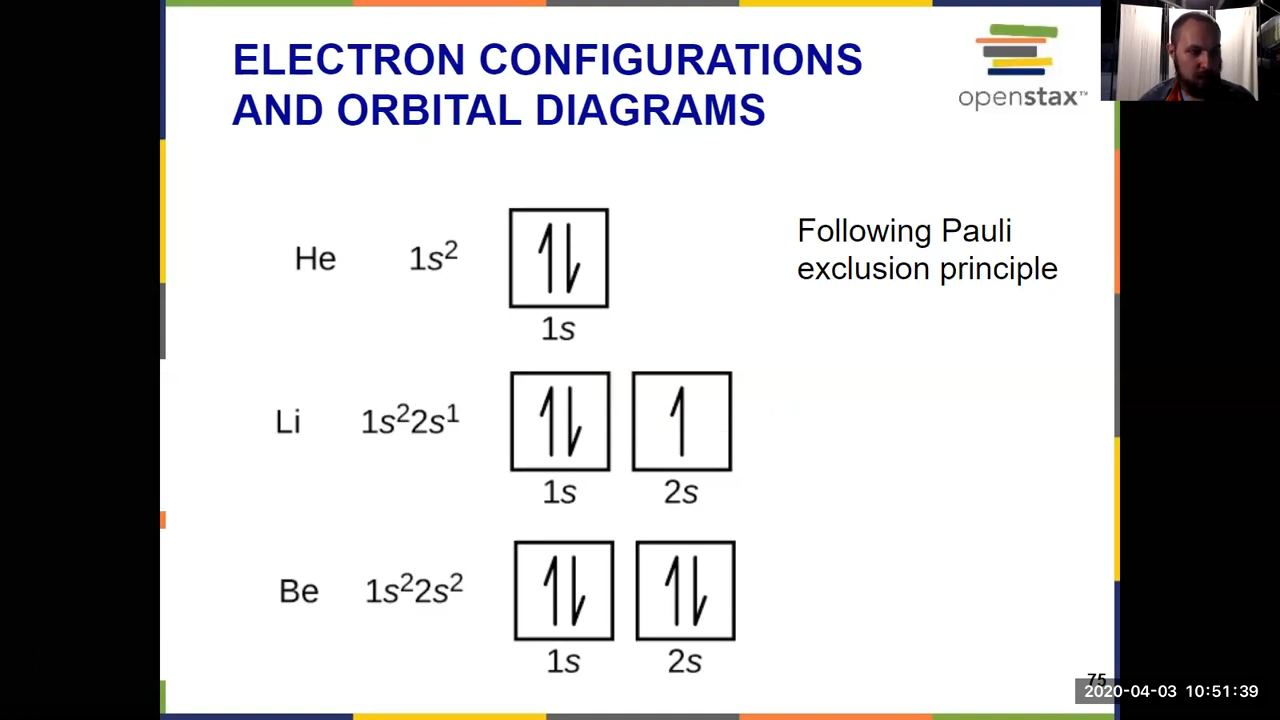 ELECTRON CONFIGURATIONS
AND ORBITAL DIAGRAMS
openstax™
He 1s²
1s
Following Pauli
exclusion principle
Li 1s²2s¹
1s 2s
Be 1s²2s²
1s 2s
75
2020-04-03 10:51:39